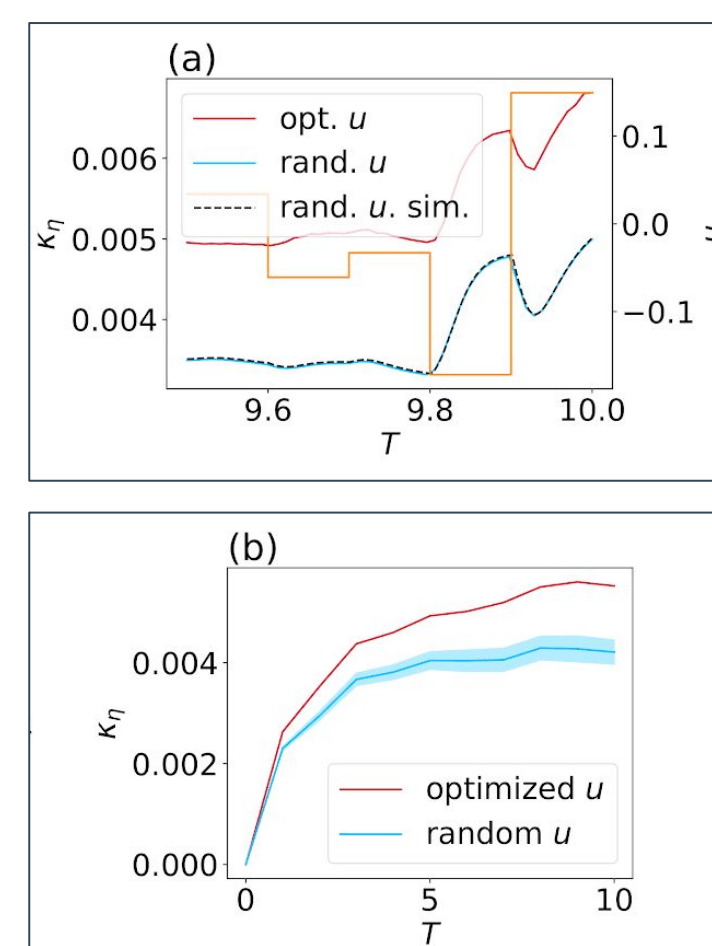 (a)
opt. u
rand. u
rand. u. sim.
0.006
0.005
0.004
κη
0.1
0.0
−0.1
9.6 9.8 10.0
T
(b)
κη
0.004
0.002
0.000
optimized u
random u
0 5 10
T